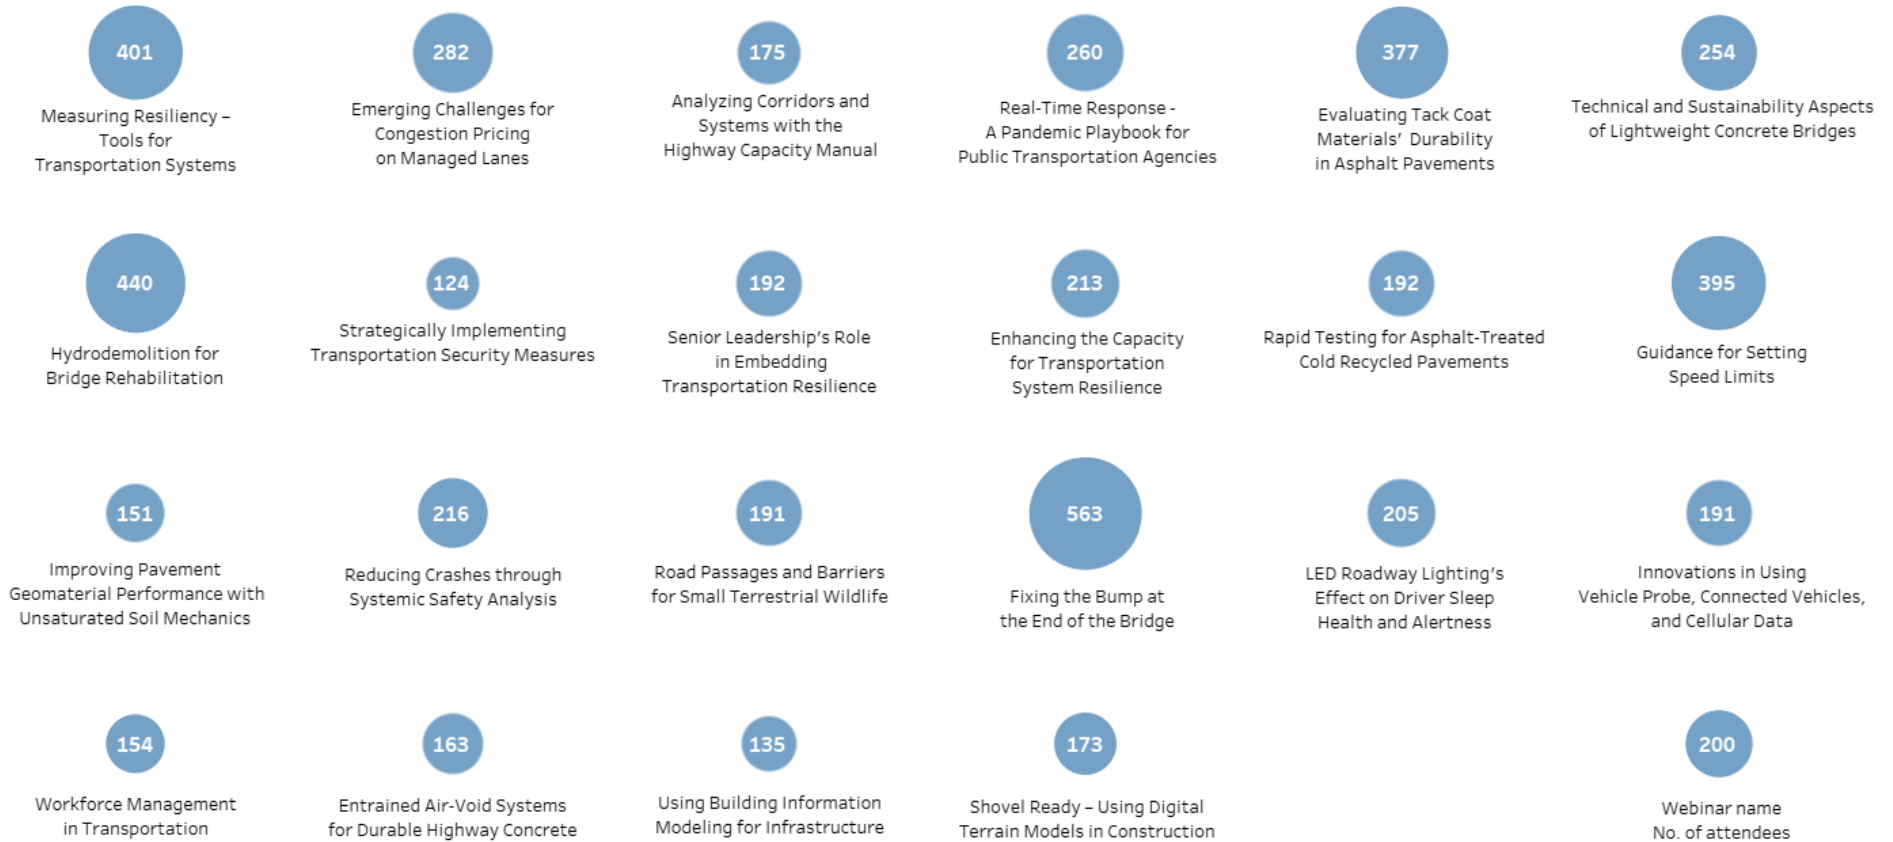 401
Measuring Resiliency –
Tools for
Transportation Systems
282
Emerging Challenges for
Congestion Pricing
on Managed Lanes
175
Analyzing Corridors and
Systems with the
Highway Capacity Manual
260
Real-Time Response -
A Pandemic Playbook for
Public Transportation Agencies
377
Evaluating Tack Coat
Materials’ Durability
in Asphalt Pavements
254
Technical and Sustainability Aspects
of Lightweight Concrete Bridges
440
Hydrodemolition for
Bridge Rehabilitation
124
Strategically Implementing
Transportation Security Measures
192
Senior Leadership’s Role
in Embedding
Transportation Resilience
213
Enhancing the Capacity
for Transportation
System Resilience
192
Rapid Testing for Asphalt-Treated
Cold Recycled Pavements
395
Guidance for Setting
Speed Limits
151
Improving Pavement
Geomaterial Performance with
Unsaturated Soil Mechanics
216
Reducing Crashes through
Systemic Safety Analysis
191
Road Passages and Barriers
for Small Terrestrial Wildlife
563
Fixing the Bump at
the End of the Bridge
205
LED Roadway Lighting’s
Effect on Driver Sleep
Health and Alertness
191
Innovations in Using
Vehicle Probe, Connected Vehicles,
and Cellular Data
154
Workforce Management
in Transportation
163
Entrained Air-Void Systems
for Durable Highway Concrete
135
Using Building Information
Modeling for Infrastructure
173
Shovel Ready – Using Digital
Terrain Models in Construction
200
Webinar name
No. of attendees